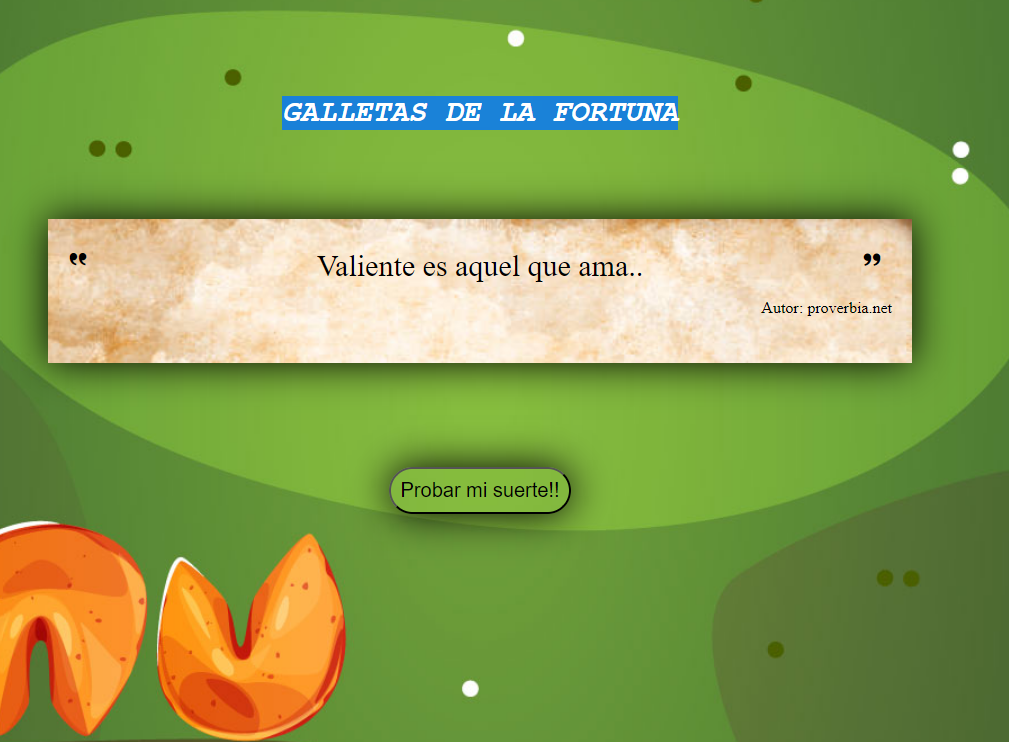 GALLETAS DE LA FORTUNA
❞ Valiente es aquel que ama.. ❞
Autor: proverbia.net
Probar mi suerte!!